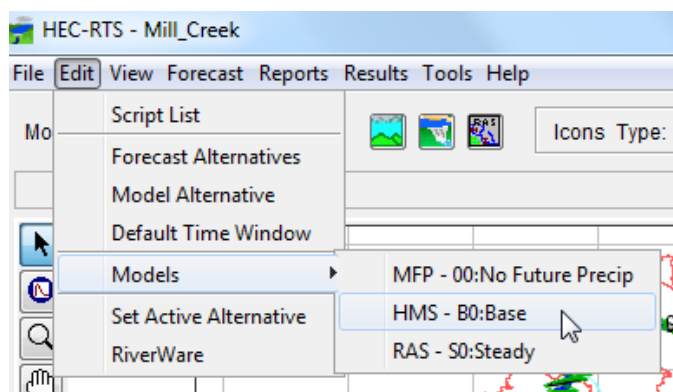 HEC-RTS - Mill_Creek
File Edit View Forecast Reports Results Tools Help
Script List
Icons Type:
Forecast Alternatives
Model Alternative
Default Time Window
Models
MFP - 00:No Future Precip
HMS - B0:Base
Set Active Alternative
RAS - S0:Steady
RiverWare